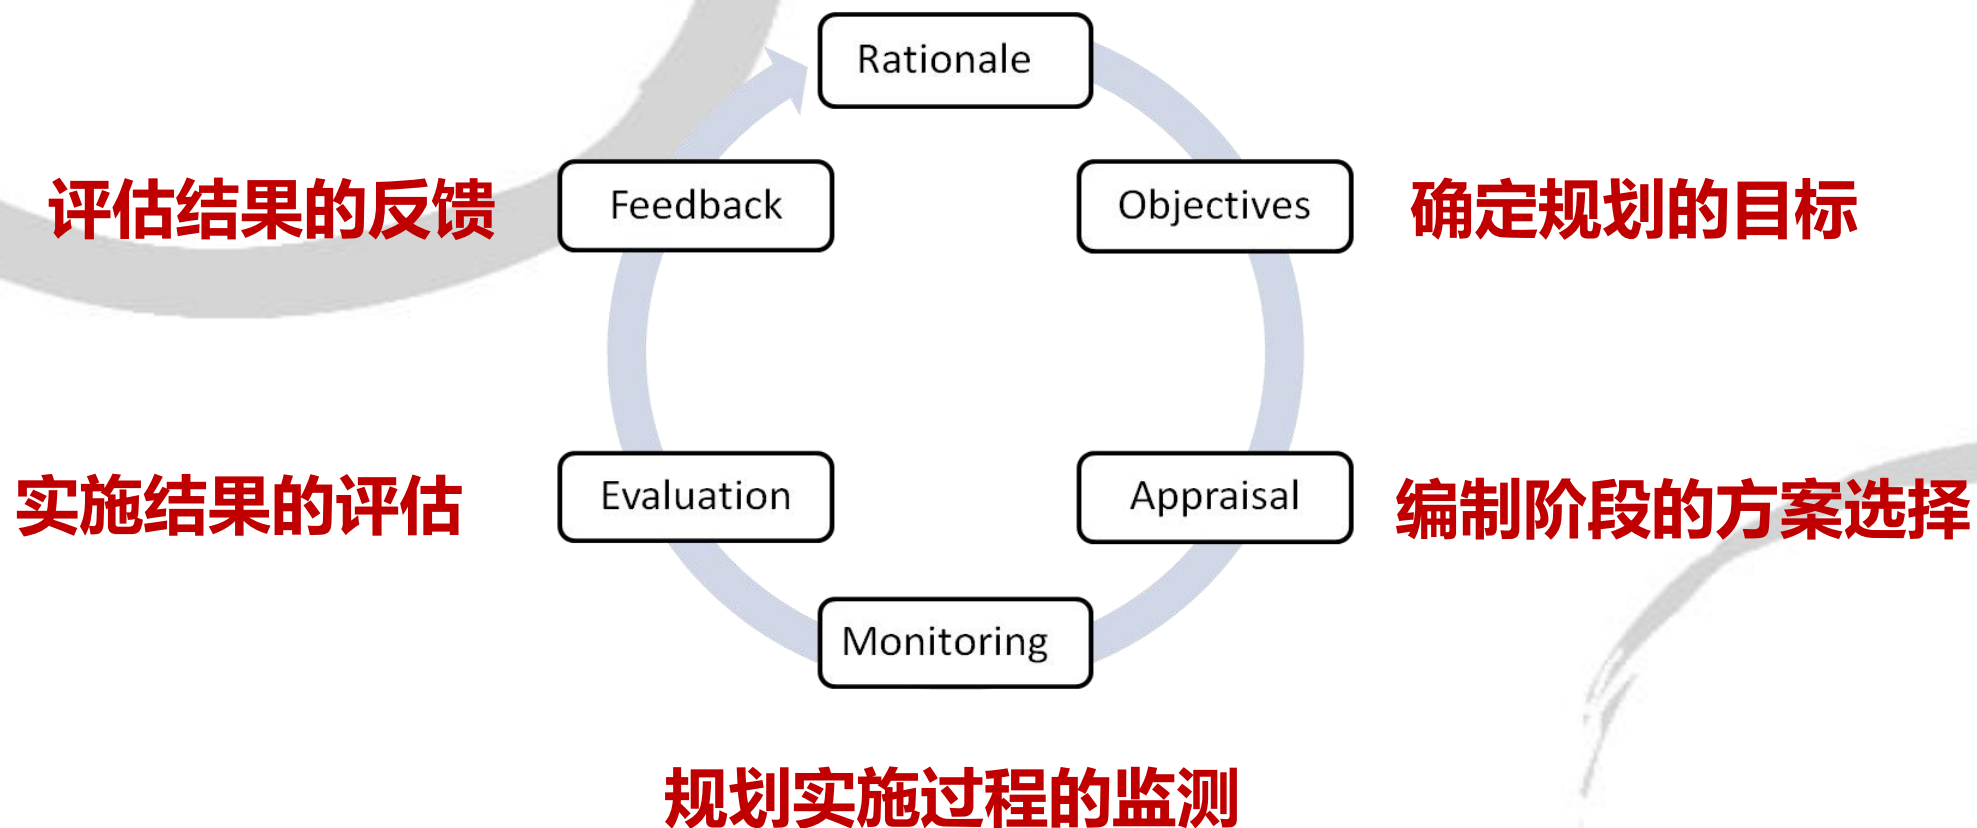 Rationale
评估结果的反馈
Feedback
Objectives
确定规划的目标
实施结果的评估
Evaluation
Appraisal
编制阶段的方案选择
Monitoring
规划实施过程的监测